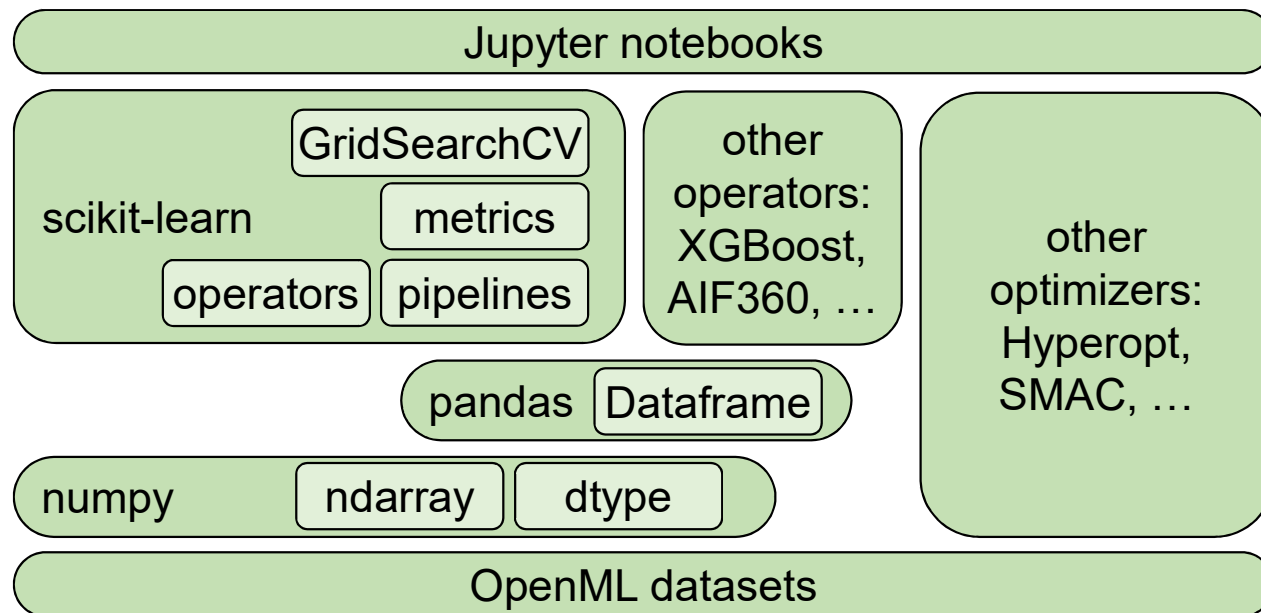 Jupyter notebooks
GridSearchCV
scikit-learn
metrics
operators
pipelines
other
operators:
XGBoost,
AIF360, …
other
optimizers:
Hyperopt,
SMAC, …
pandas
Dataframe
numpy
ndarray
dtype
OpenML datasets